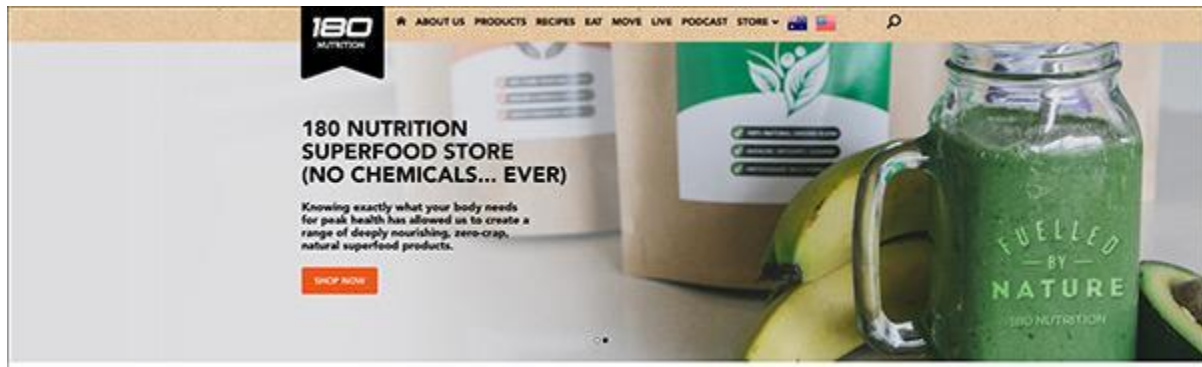 180
NUTRITION
ABOUT US PRODUCTS RECIPES EAT MOVE LIVE PODCAST STORE
180 NUTRITION
SUPERFOOD STORE
(NO CHEMICALS... EVER)
Knowing exactly what your body needs
for peak health has allowed us to create a
range of deeply nourishing, zero-crap,
natural superfood products.
SHOP NOW
FUELLED
BY
NATURE
180 NUTRITION